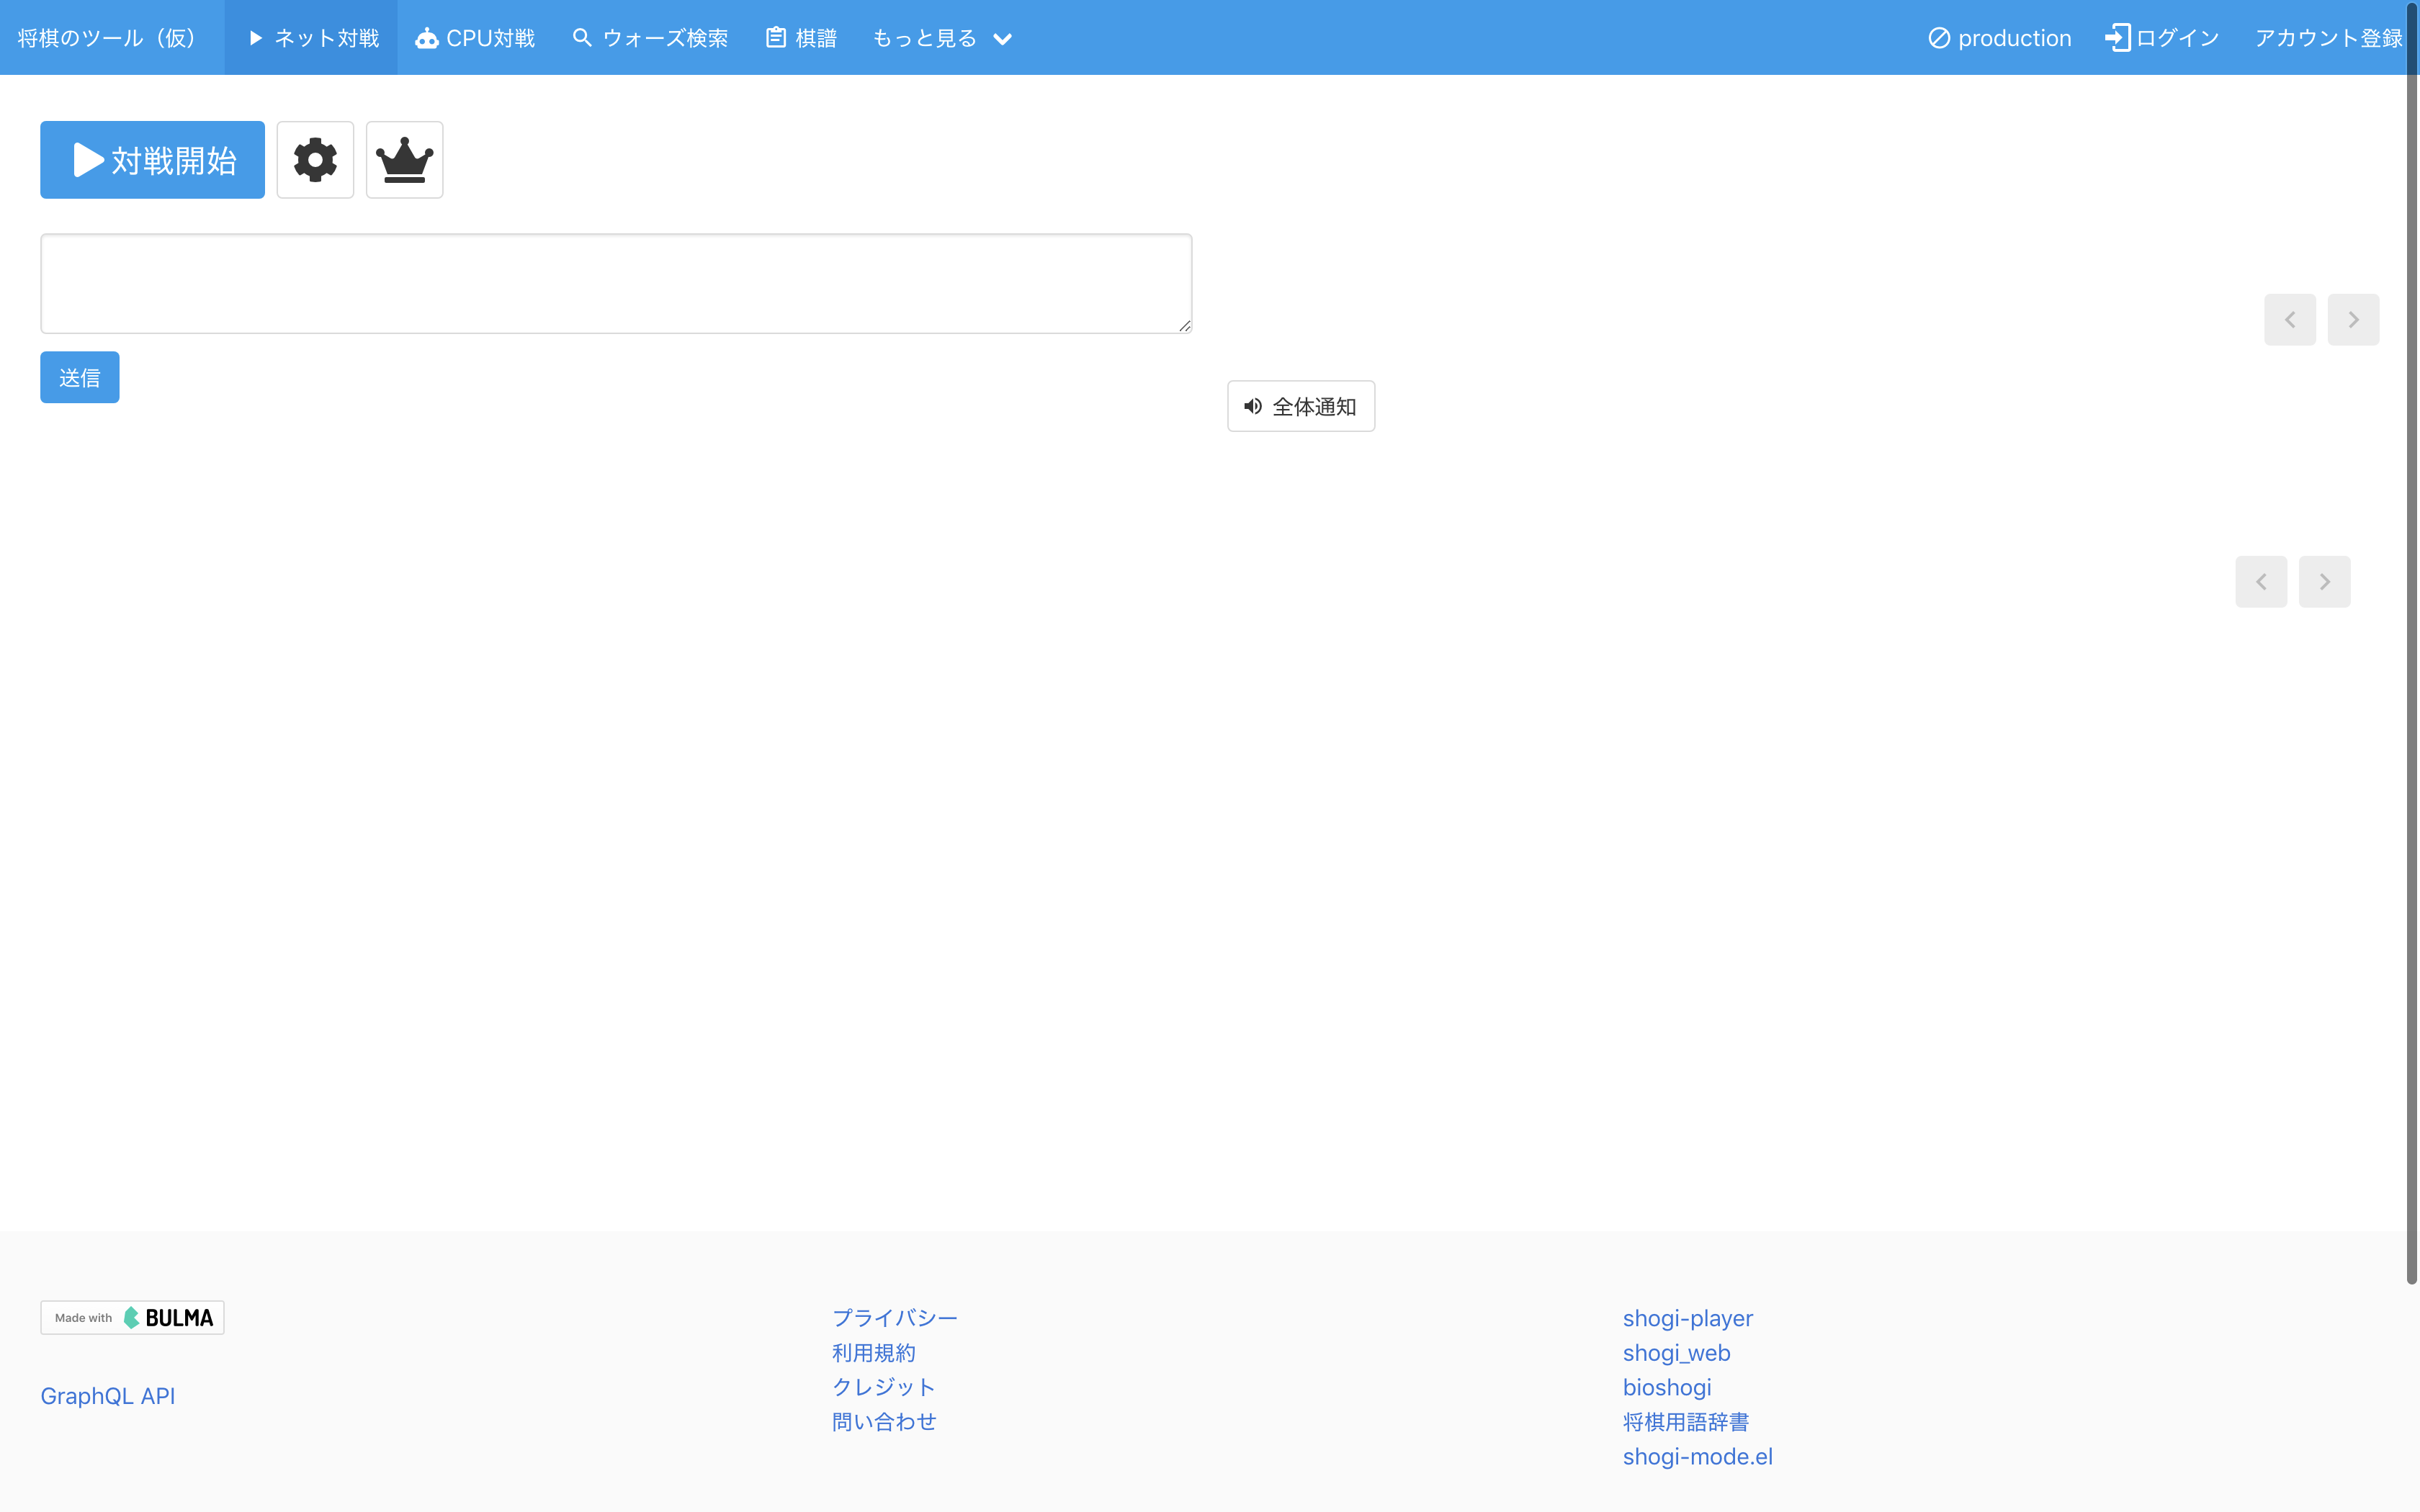 将棋のツール（仮） ネット対戦 CPU対戦 ウォーズ検索 棋譜 もっと見る production ログイン アカウント登録
対戦開始
送信
全体通知
Made with BULMA
GraphQL API
プライバシー
利用規約
クレジット
問い合わせ
shogi-player
shogi_web
bioshogi
将棋用語辞書
shogi-mode.el